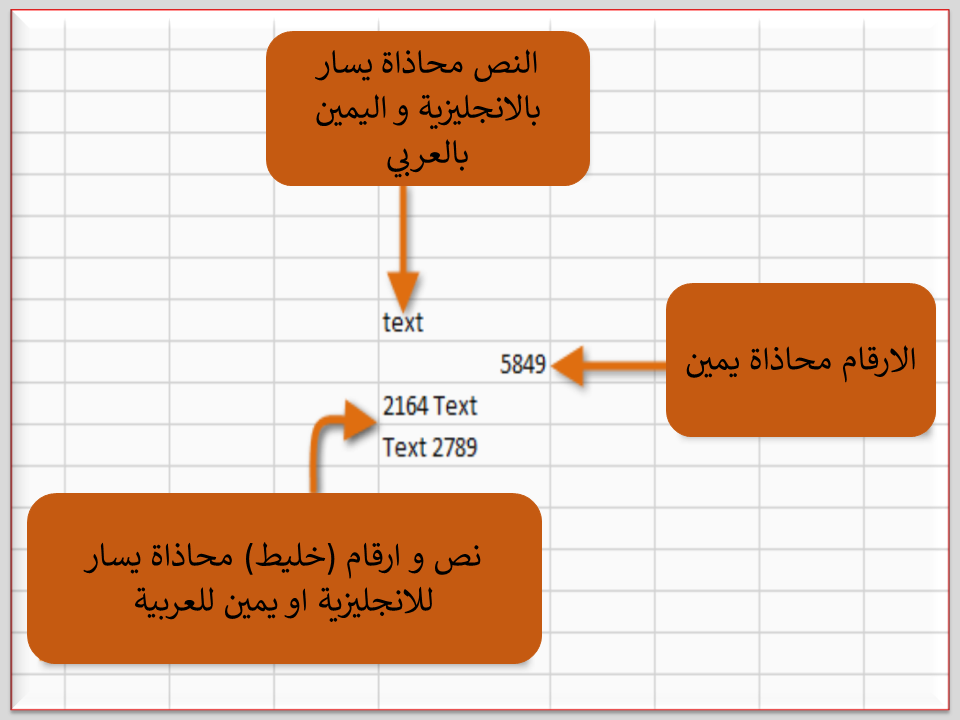 النص محاذاة يسار
بالانجليزية و اليمين
بالعربي
text
5849
الارقام محاذاة يمين
2164 Text
Text 2789
نص و ارقام (خليط) محاذاة يسار
للانجليزية او يمين للعربية